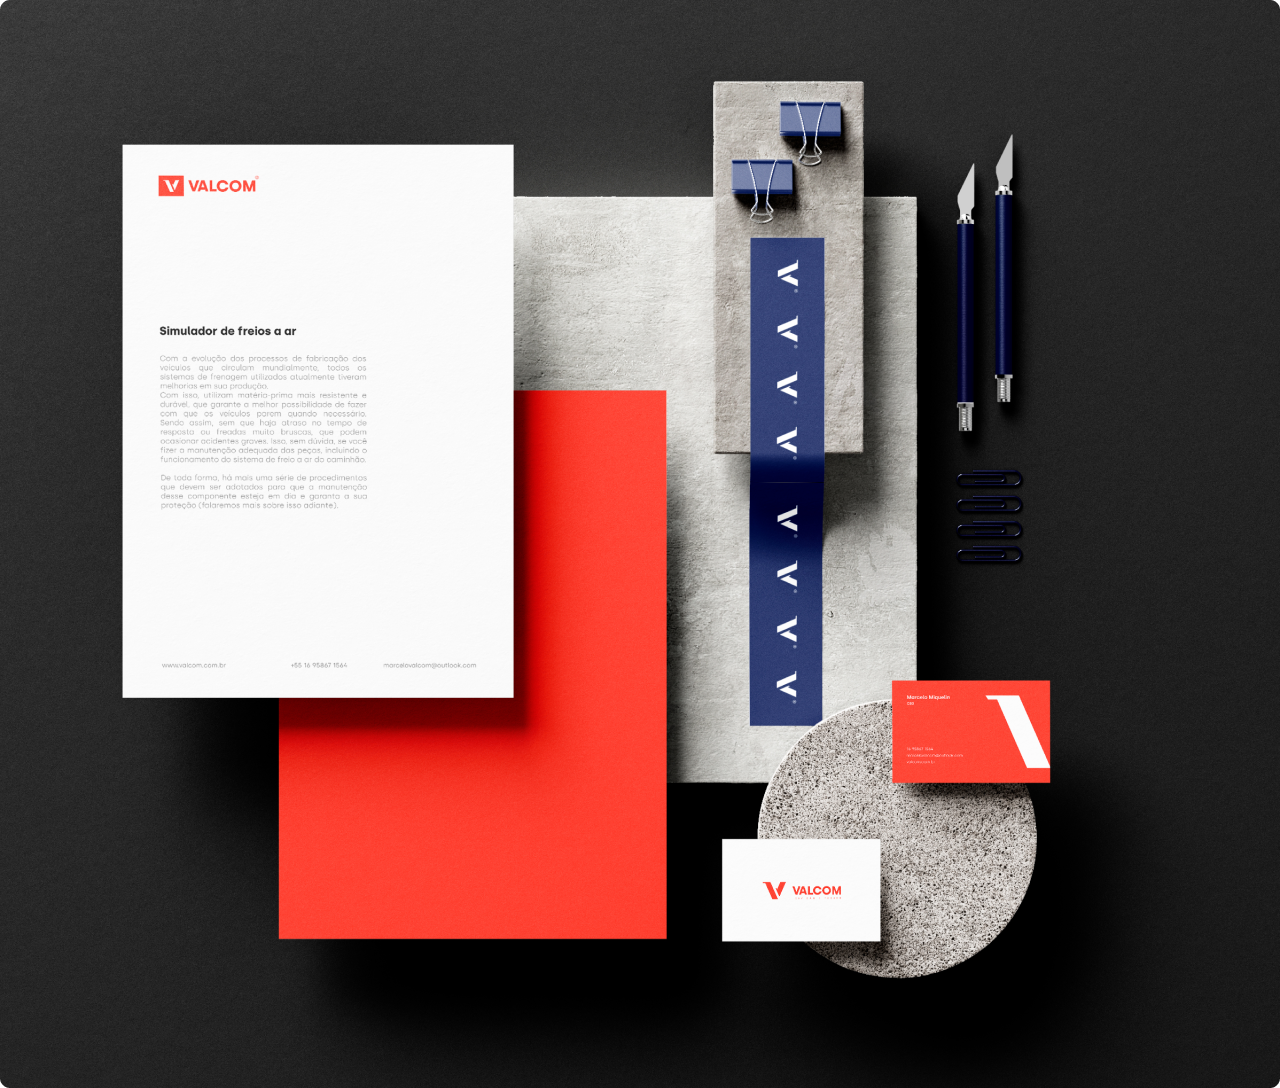 VALCOM
Simulador de freios a ar
Com a evolução dos processos de fabricação dos
veículos que circulam mundialmente, todos os
sistemas de frenagem utilizados atualmente tiveram
melhorias em sua produção.
Com isso, utilizam matéria-prima mais resistente e
durável, que garante a melhor possibilidade de fazer
com que os veículos parem quando necessário.
Sendo assim, sem que haja atraso no tempo de
resposta ou freadas muito bruscas, que podem
ocasionar acidentes graves. Isso, sem dúvida, se você
fizer a manutenção adequada das peças, incluindo o
funcionamento do sistema de freio a ar do caminhão.
De toda forma, há mais uma série de procedimentos
que devem ser adotados para que a manutenção
desse componente esteja em dia e garanta a sua
proteção (falaremos mais sobre isso adiante).
www.valcom.com.br
+55 16 95867 1564
marcelovalcom@outlook.com
Marcelo Miquelin
VALCOM